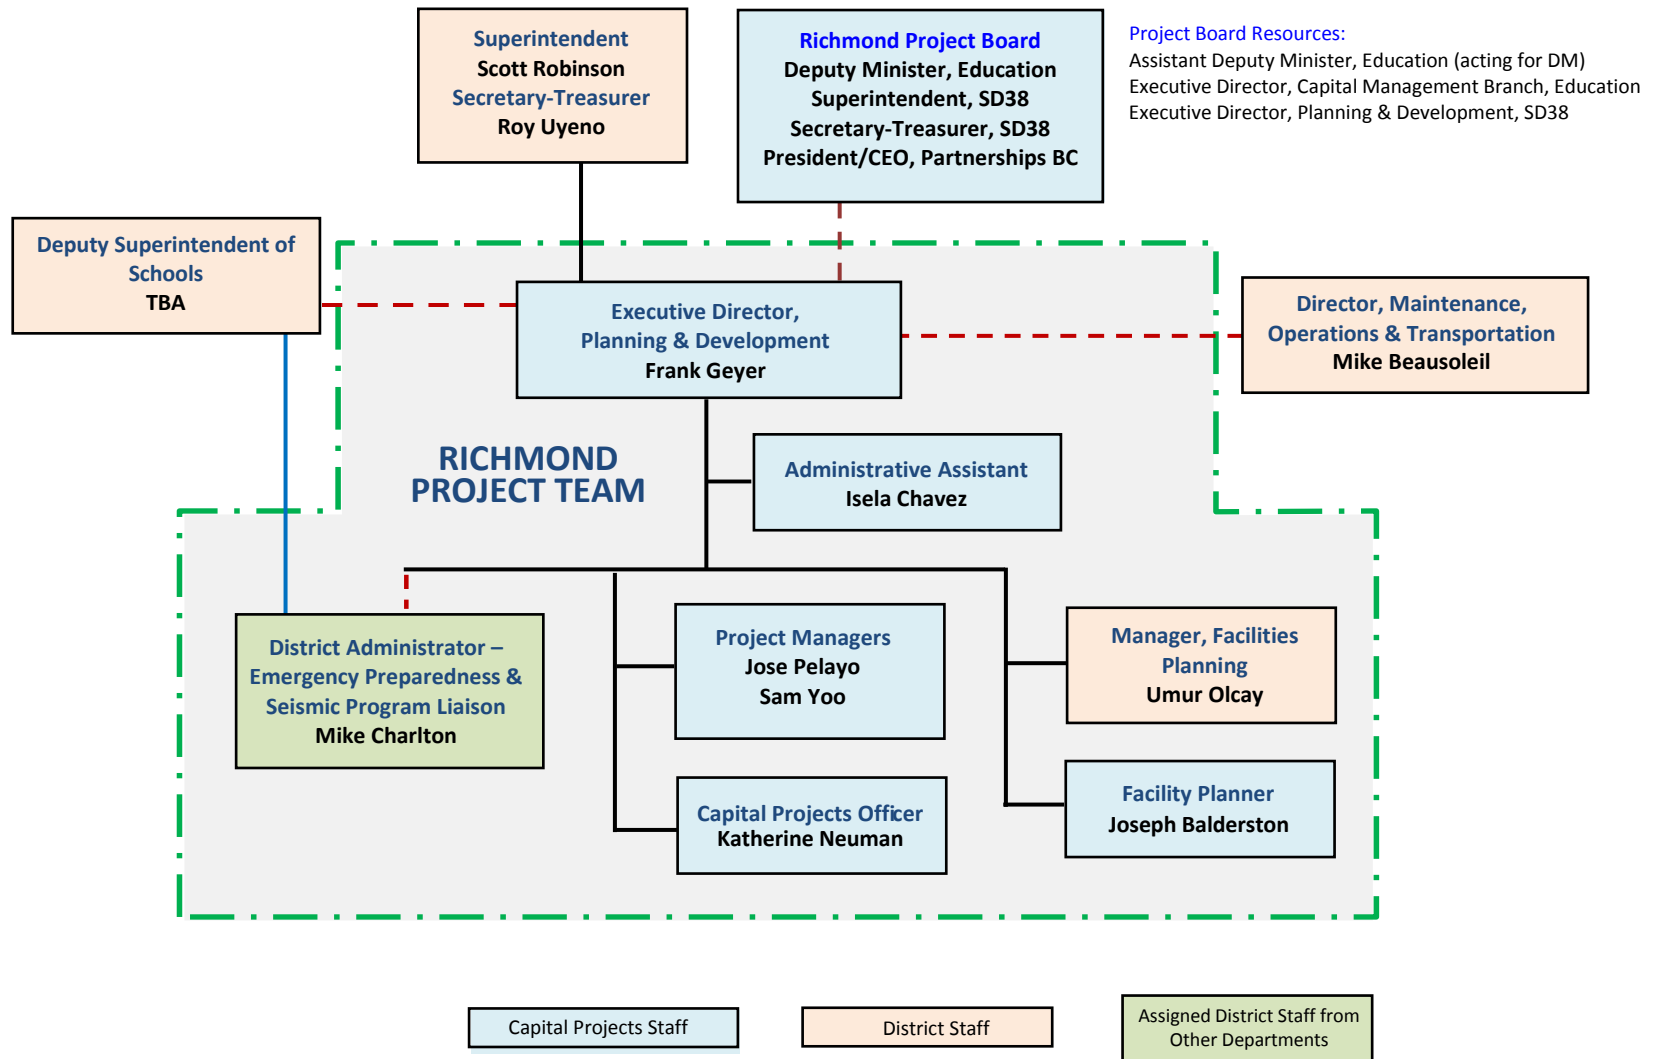 Superintendent
Scott Robinson
Secretary-Treasurer
Roy Uyeno
Richmond Project Board
Deputy Minister, Education
Superintendent, SD38
Secretary-Treasurer, SD38
President/CEO, Partnerships BC
Project Board Resources:
Assistant Deputy Minister, Education (acting for DM)
Executive Director, Capital Management Branch, Education
Executive Director, Planning & Development, SD38
Deputy Superintendent of
Schools
TBA
Executive Director,
Planning & Development
Frank Geyer
Director, Maintenance,
Operations & Transportation
Mike Beausoleil
RICHMOND
PROJECT TEAM
Administrative Assistant
Isela Chavez
District Administrator –
Emergency Preparedness &
Seismic Program Liaison
Mike Charlton
Project Managers
Jose Pelayo
Sam Yoo
Manager, Facilities
Planning
Umur Olcay
Capital Projects Officer
Katherine Neuman
Facility Planner
Joseph Balderston
Capital Projects Staff
District Staff
Assigned District Staff from
Other Departments